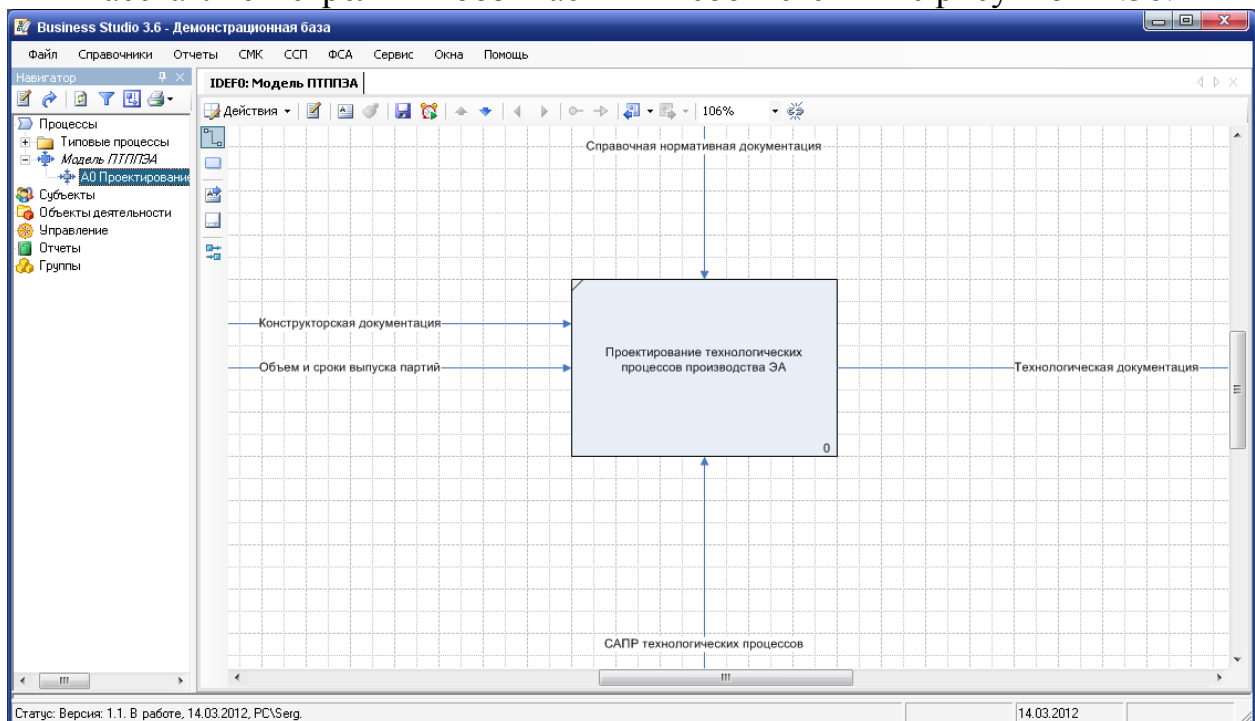 Business Studio 3.6 - Демонстрационная база
Файл Справочники Отчеты СМК ССП ФСА Сервис Окна Помощь
Навигатор
Процессы
Типовые процессы
Модель ПТППЭА
A0 Проектирование
Субъекты
Объекты деятельности
Управление
Отчеты
Группы
IDEF0: Модель ПТППЭА
Действия
106%
Справочная нормативная документация
Конструкторская документация
Объем и сроки выпуска партий
Проектирование технологических
процессов производства ЭА
0
Технологическая документация
САПР технологических процессов
Статус: Версия: 1.1. В работе, 14.03.2012, PC\Serg.
14.03.2012